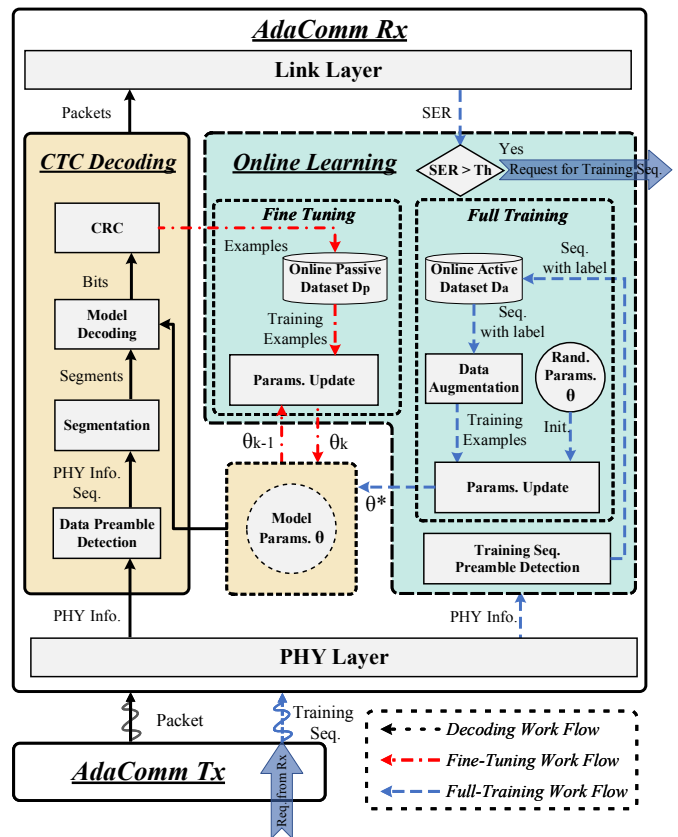 AdaComm Rx
Link Layer
Packets
SER
Yes
SER > Th
Request for Training Seq.
CTC Decoding
Online Learning
CRC
Bits
Model
Decoding
Segments
Segmentation
PHY Info.
Seq.
Data Preamble
Detection
PHY Info.
Fine Tuning
Examples
Online Passive
Dataset Dp
Training
Examples
Params. Update
θk-1
θk
Model
Params. θ
Full Training
Seq.
with label
Online Active
Dataset Da
Seq.
with label
Data
Augmentation
Rand.
Params.
θ
Training
Examples
Init.
Params. Update
θ*
Training Seq.
Preamble Detection
PHY Info.
PHY Layer
Packet
Training
Seq.
AdaComm Tx
Req. from Rx
Decoding Work Flow
Fine-Tuning Work Flow
Full-Training Work Flow